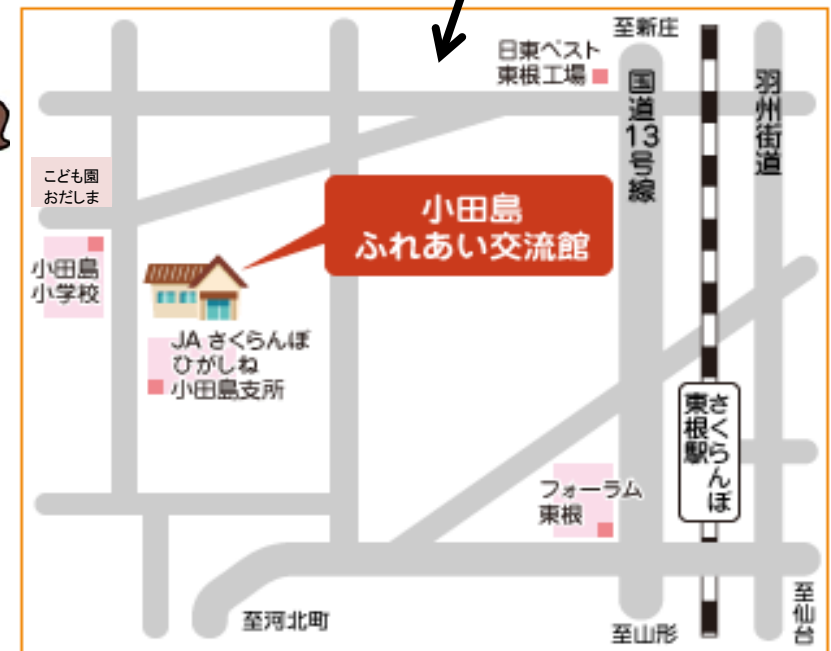 至新庄
日東ベスト
東根工場
国道13号線
羽州街道
こども園
おだしま
小田島
ふれあい交流館
小田島
小学校
JAさくらんぼ
ひがしね
小田島支所
さくらんぼ
東根駅
フォーラム
東根
至河北町
至山形
至仙台